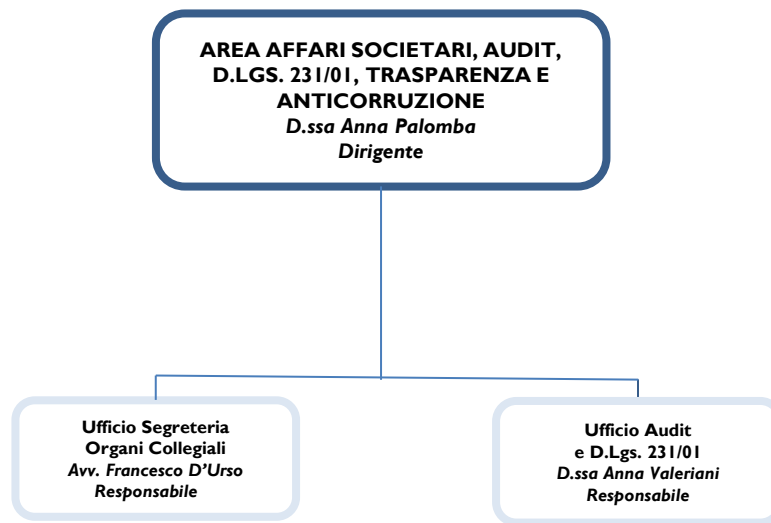 AREA AFFARI SOCIETARI, AUDIT,
D.LGS. 231/01, TRASPARENZA E
ANTICORRUZIONE
D.ssa Anna Palomba
Dirigente
Ufficio Segreteria
Organi Collegiali
Avv. Francesco D'Urso
Responsabile
Ufficio Audit
e D.Lgs. 231/01
D.ssa Anna Valeriani
Responsabile